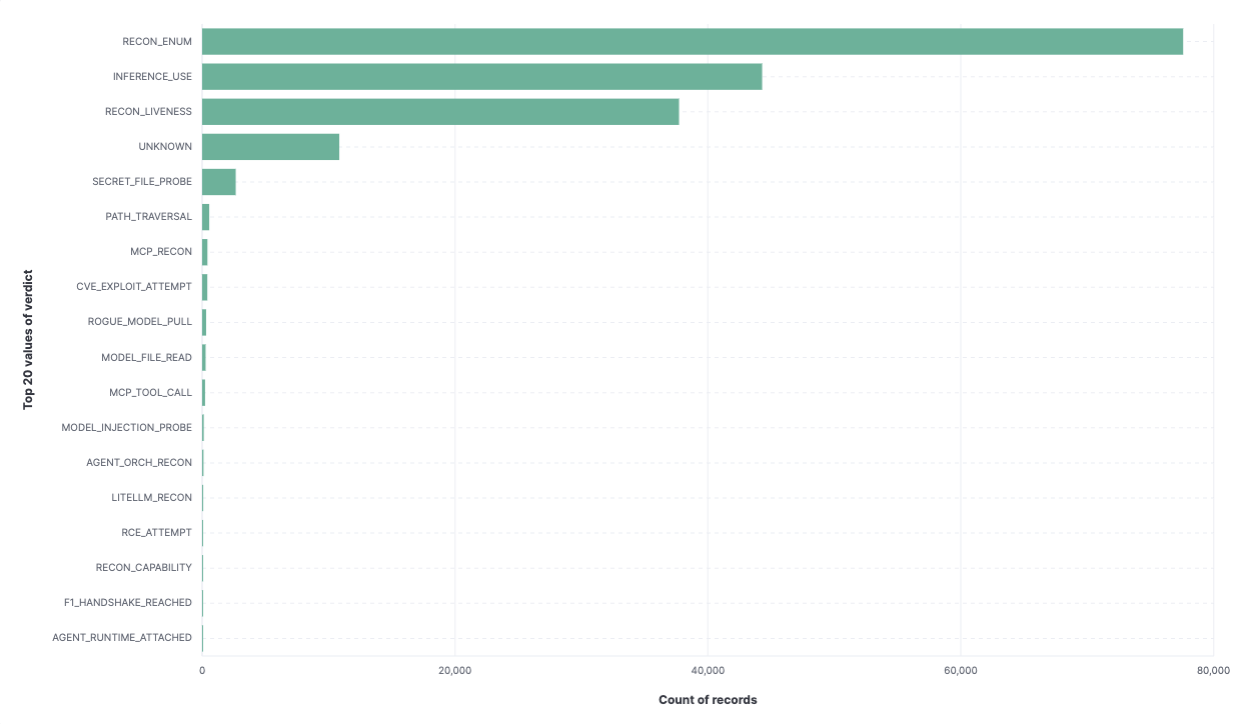 Top 20 values of verdict
RECON_ENUM
INFERENCE_USE
RECON_LIVENESS
UNKNOWN
SECRET_FILE_PROBE
PATH_TRAVERSAL
MCP_RECON
CVE_EXPLOIT_ATTEMPT
ROGUE_MODEL_PULL
MODEL_FILE_READ
MCP_TOOL_CALL
MODEL_INJECTION_PROBE
AGENT_ORCH_RECON
LITELLM_RECON
RCE_ATTEMPT
RECON_CAPABILITY
F1_HANDSHAKE_REACHED
AGENT_RUNTIME_ATTACHED
0 20,000 40,000 60,000 80,000
Count of records